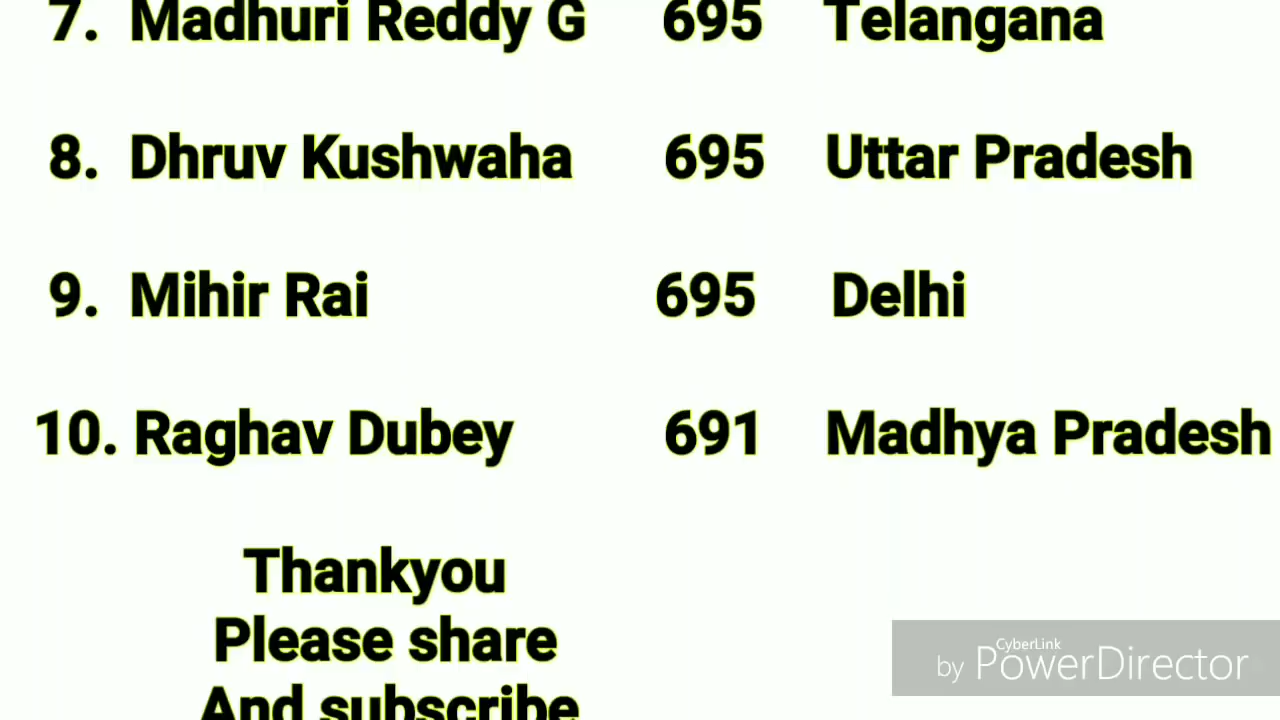 7. Madhuri Reddy G 695 Telangana
8. Dhruv Kushwaha 695 Uttar Pradesh
9. Mihir Rai 695 Delhi
10. Raghav Dubey 691 Madhya Pradesh
Thankyou
Please share
And subscribe
CyberLink
by PowerDirector